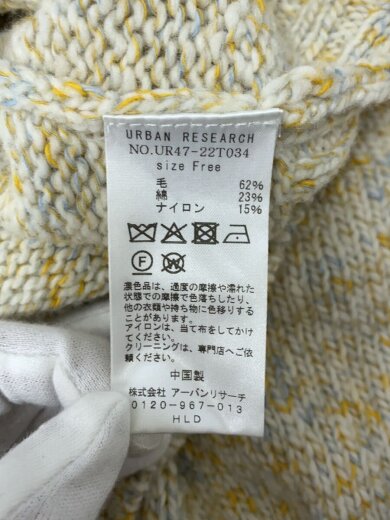 URBAN RESEARCH
NO.UR47-22T034
size Free
毛 62%
綿 23%
ナイロン 15%
F W
濃色品は、過度の摩擦や濡れた
状態での摩擦で色落ちしたり、
他の衣類や持ち物に色移りする
ことがあります。
アイロンは、当て布をしてかけ
てください。
クリーニングは、専門店へご依
頼ください。
中国製
株式会社 アーバンリサーチ
0120-967-013
HLD